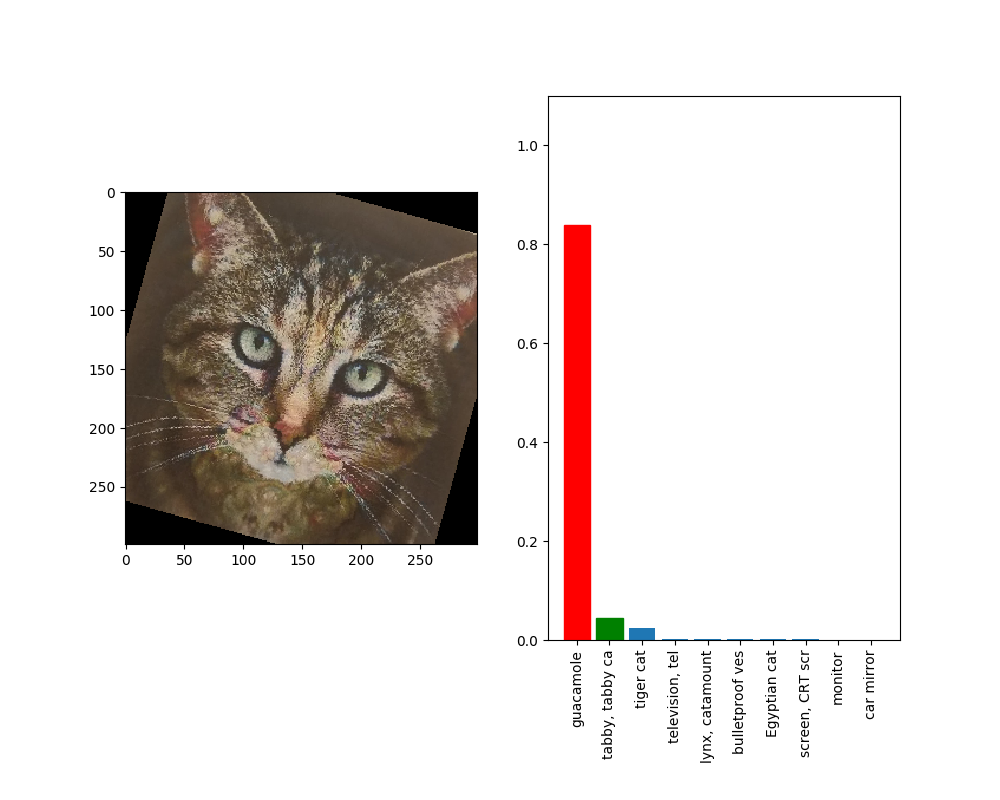 0
50
100
150
200
250
0 50 100 150 200 250
1.0
0.8
0.6
0.4
0.2
0.0
guacamole
tabby, tabby ca
tiger cat
television, tel
lynx, catamount
bulletproof ves
Egyptian cat
screen, CRT scr
monitor
car mirror